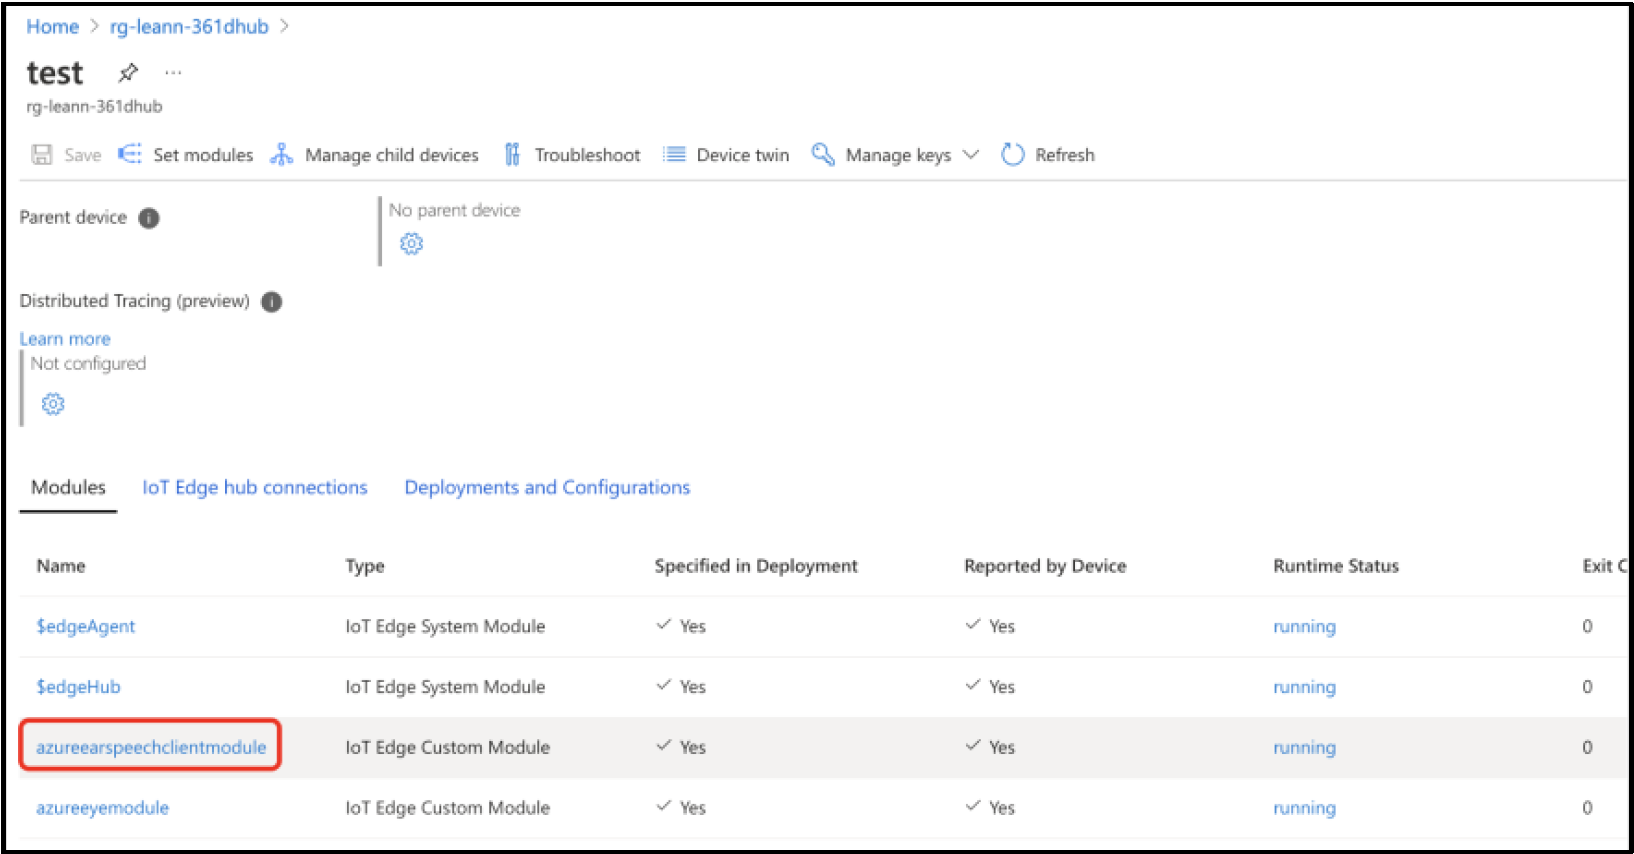 Home > rg-leann-361dhub >
test ...
rg-leann-361dhub
Save Set modules Manage child devices Troubleshoot Device twin Manage keys Refresh
Parent device
No parent device
Distributed Tracing (preview)
Learn more
Not configured
Modules IoT Edge hub connections Deployments and Configurations
Name Type Specified in Deployment Reported by Device Runtime Status Exit C
$edgeAgent IoT Edge System Module ✓ Yes ✓ Yes running 0
$edgeHub IoT Edge System Module ✓ Yes ✓ Yes running 0
azureearspeechclientmodule IoT Edge Custom Module ✓ Yes ✓ Yes running 0
azureeyemodule IoT Edge Custom Module ✓ Yes ✓ Yes running 0